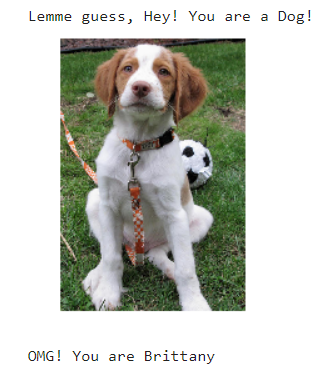 Lemme guess, Hey! You are a Dog!
OMG! You are Brittany